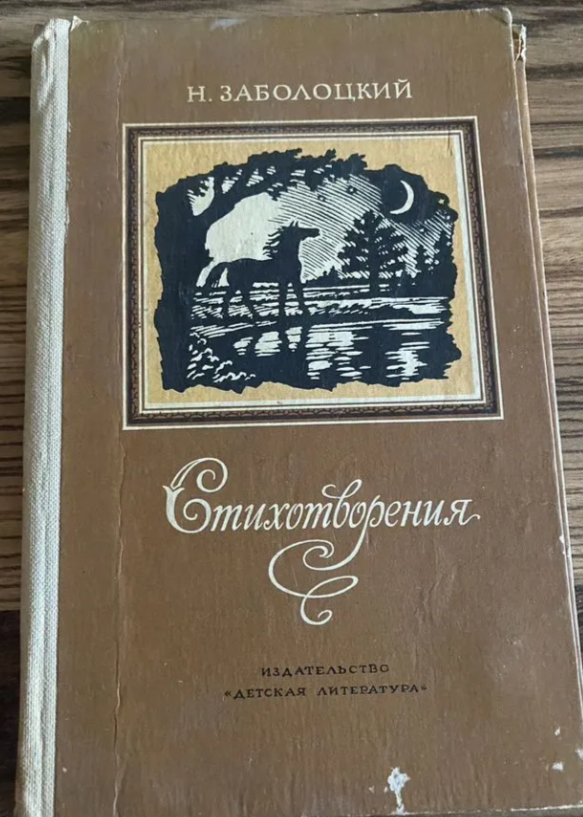 Н. ЗАБОЛОЦКИЙ
Стихотворения
ИЗДАТЕЛЬСТВО
«ДЕТСКАЯ ЛИТЕРАТУРА»